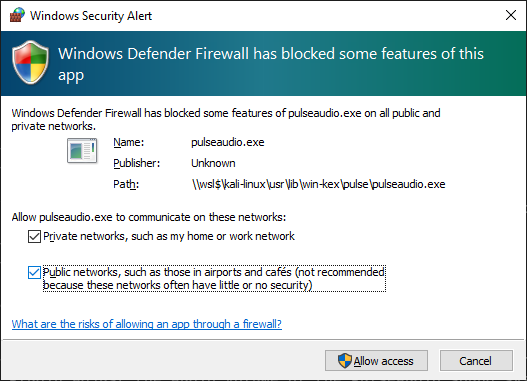 Windows Security Alert
Windows Defender Firewall has blocked some features of this
app
Windows Defender Firewall has blocked some features of pulseaudio.exe on all public and
private networks.
Name: pulseaudio.exe
Publisher: Unknown
Path: \\wsl$\kali-linux\usr\lib\win-kex\pulse\pulseaudio.exe
Allow pulseaudio.exe to communicate on these networks:
Private networks, such as my home or work network
Public networks, such as those in airports and cafés (not recommended
because these networks often have little or no security)
What are the risks of allowing an app through a firewall?
Allow access Cancel